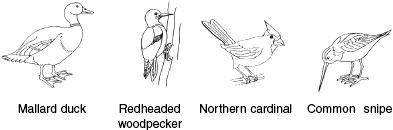 Mallard duck
Redheaded woodpecker
Northern cardinal
Common snipe